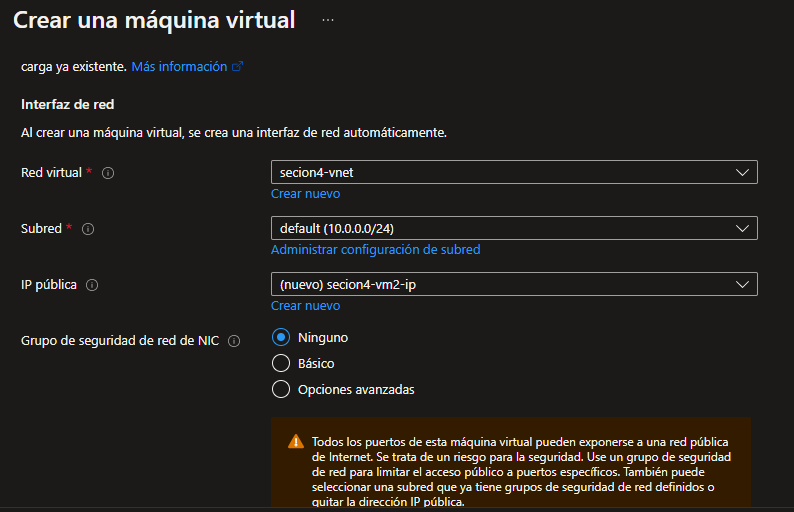 Crear una máquina virtual ...
carga ya existente. Más información
Interfaz de red
Al crear una máquina virtual, se crea una interfaz de red automáticamente.
Red virtual *
secion4-vnet
Crear nuevo
Subred *
default (10.0.0.0/24)
Administrar configuración de subred
IP pública
(nuevo) secion4-vm2-ip
Crear nuevo
Grupo de seguridad de red de NIC
Ninguno
Básico
Opciones avanzadas
Todos los puertos de esta máquina virtual pueden exponerse a una red pública
de Internet. Se trata de un riesgo para la seguridad. Use un grupo de seguridad
de red para limitar el acceso público a puertos específicos. También puede
seleccionar una subred que ya tiene grupos de seguridad de red definidos o
quitar la dirección IP pública.